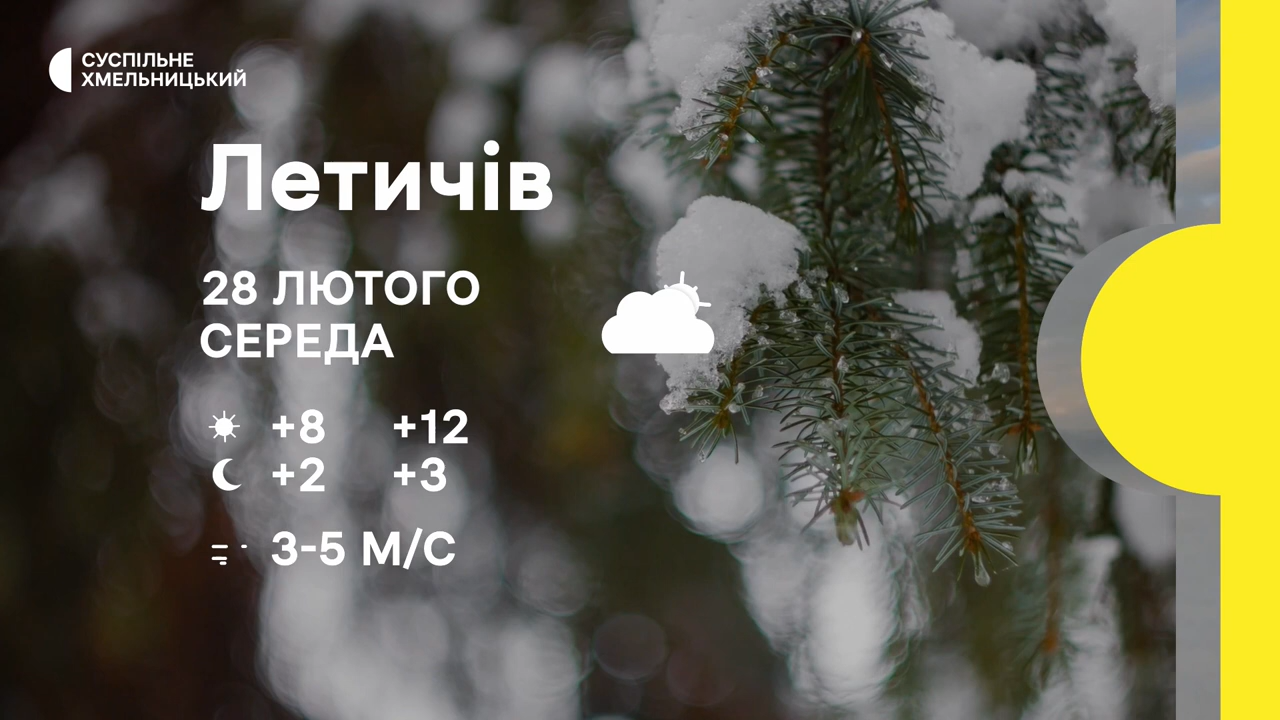 СУСПІЛЬНЕ
ХМЕЛЬНИЦЬКИЙ
Летичів
28 ЛЮТОГО
СЕРЕДА
+8 +12
+2 +3
3-5 М/С